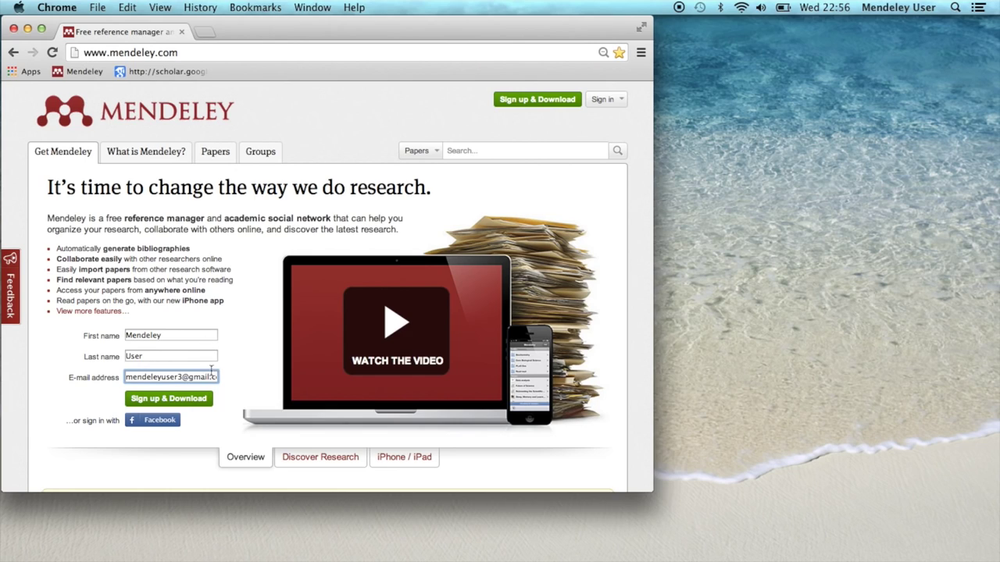 Chrome File Edit View History Bookmarks Window Help Wed 22:56 Mendeley User
Free reference manager an
www.mendeley.com
Apps Mendeley http://scholar.goog
MENDELEY
Sign up & Download Sign in
Get Mendeley What is Mendeley? Papers Groups Papers Search...
It's time to change the way we do research.
Mendeley is a free reference manager and academic social network that can help you
organize your research, collaborate with others online, and discover the latest research.
Automatically generate bibliographies
Collaborate easily with other researchers online
Easily import papers from other research software
Find relevant papers based on what you're reading
Access your papers from anywhere online
Read papers on the go, with our new iPhone app
View more features...
WATCH THE VIDEO
Feedback
First name Mendeley
Last name User
E-mail address mendeleyuser3@gmail.c
Sign up & Download
...or sign in with Facebook
Overview Discover Research iPhone / iPad